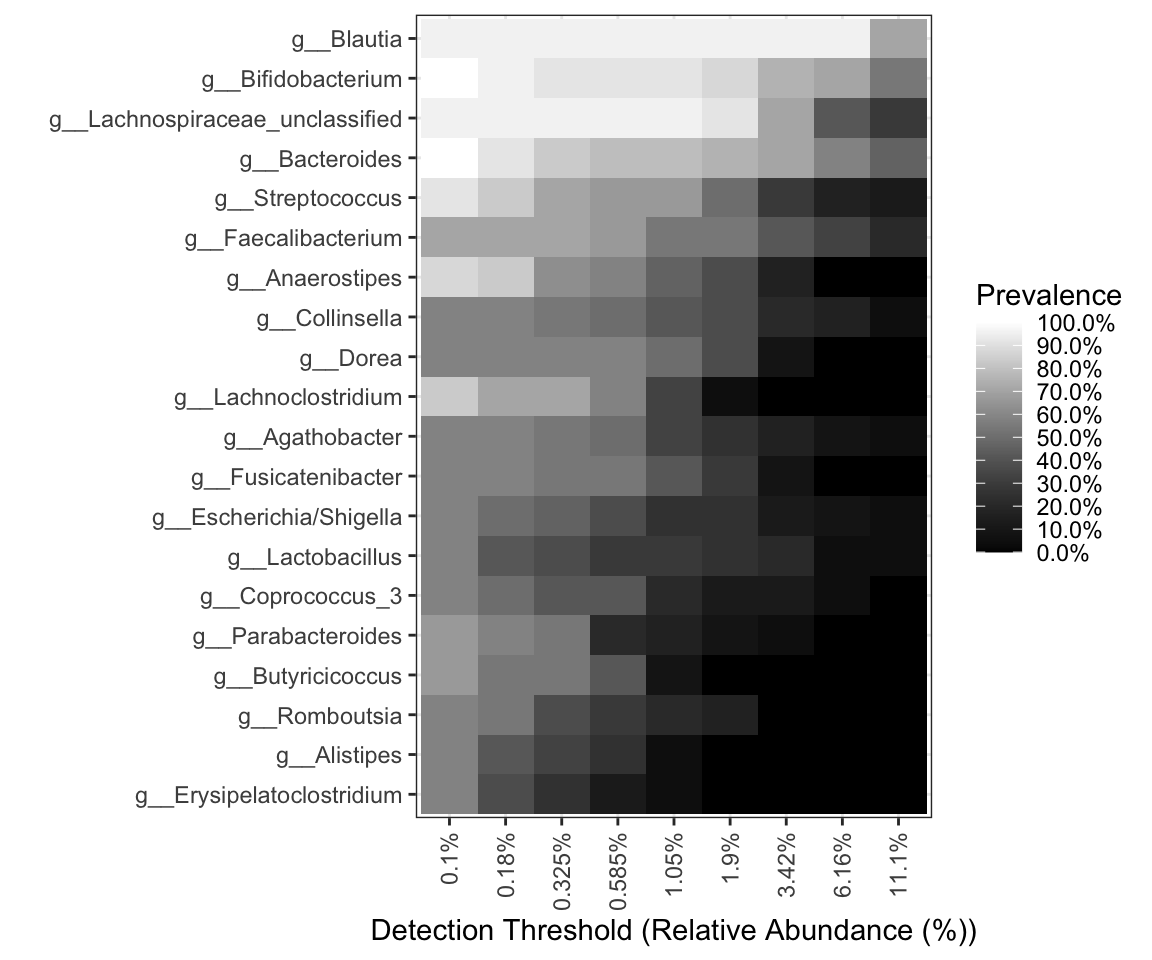 g__Blautia
g__Bifidobacterium
g__Lachnospiraceae_unclassified
g__Bacteroides
g__Streptococcus
g__Faecalibacterium
g__Anaerostipes
g__Collinsella
g__Dorea
g__Lachnoclostridium
g__Agathobacter
g__Fusicatenibacter
g__Escherichia/Shigella
g__Lactobacillus
g__Coprococcus_3
g__Parabacteroides
g__Butyricicoccus
g__Romboutsia
g__Alistipes
g__Erysipelatoclostridium
0.1%
0.18%
0.325%
0.585%
1.05%
1.9%
3.42%
6.16%
11.1%
Detection Threshold (Relative Abundance (%))
Prevalence
100.0%
90.0%
80.0%
70.0%
60.0%
50.0%
40.0%
30.0%
20.0%
10.0%
0.0%